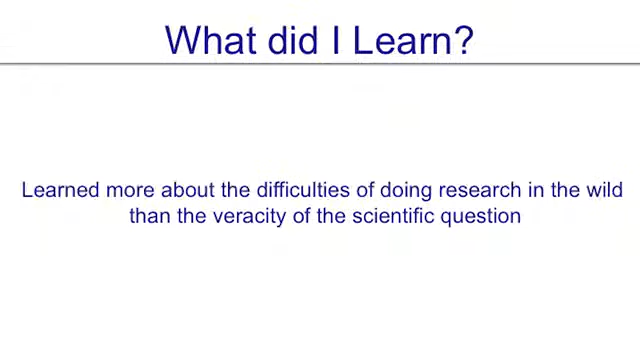 What did I Learn?
Learned more about the difficulties of doing research in the wild
than the veracity of the scientific question